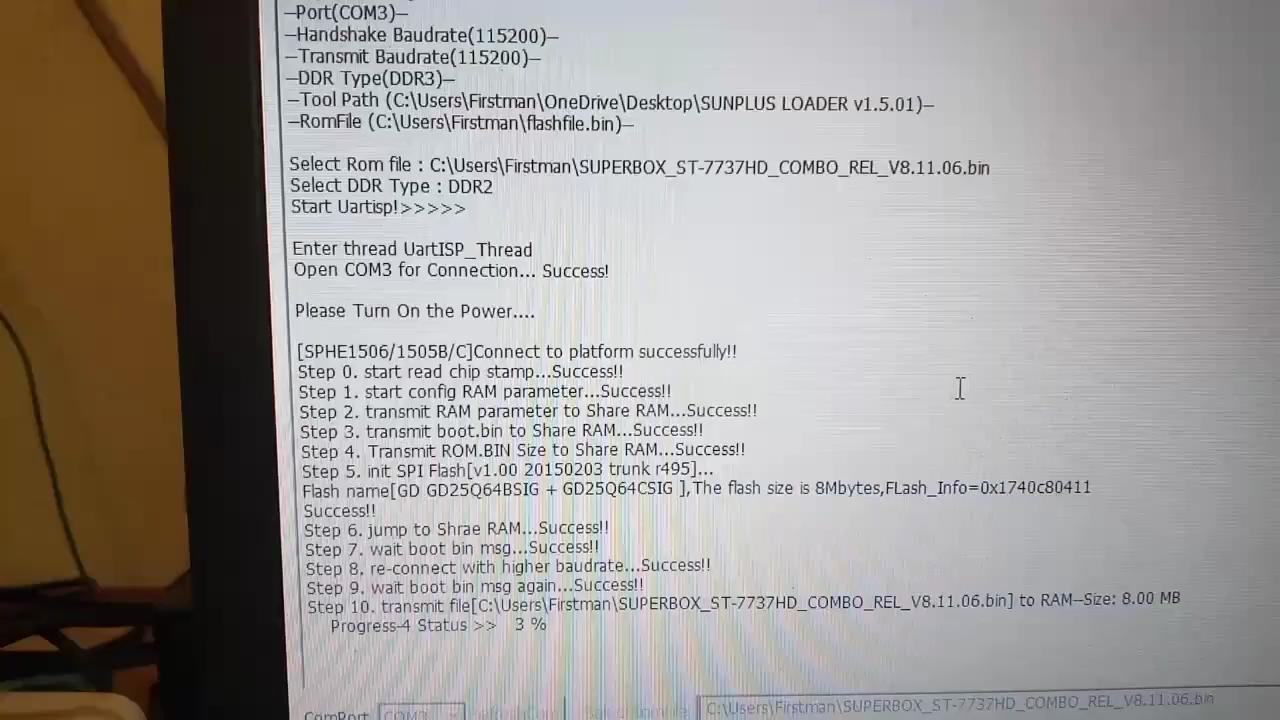 --Port(COM3)--
--Handshake Baudrate(115200)--
--Transmit Baudrate(115200)--
--DDR Type(DDR3)--
--Tool Path (C:\Users\Firstman\OneDrive\Desktop\SUNPLUS LOADER v1.5.01)--
--RomFile (C:\Users\Firstman\flashfile.bin)--
Select Rom file : C:\Users\Firstman\SUPERBOX_ST-7737HD_COMBO_REL_V8.11.06.bin
Select DDR Type : DDR2
Start Uartisp!>>>>>
Enter thread UartISP_Thread
Open COM3 for Connection... Success!
Please Turn On the Power....
[SPHE1506/1505B/C]Connect to platform successfully!!
Step 0. start read chip stamp...Success!!
Step 1. start config RAM parameter...Success!!
Step 2. transmit RAM parameter to Share RAM...Success!!
Step 3. transmit boot.bin to Share RAM...Success!!
Step 4. Transmit ROM.BIN Size to Share RAM...Success!!
Step 5. init SPI Flash[v1.00 20150203 trunk r495]...
Flash name[GD GD25Q64BSIG + GD25Q64CSIG ],The flash size is 8Mbytes,FLash_Info=0x1740c80411
Success!!
Step 6. jump to Shrae RAM...Success!!
Step 7. wait boot bin msg...Success!!
Step 8. re-connect with higher baudrate...Success!!
Step 9. wait boot bin msg again...Success!!
Step 10. transmit file[C:\Users\Firstman\SUPERBOX_ST-7737HD_COMBO_REL_V8.11.06.bin] to RAM--Size: 8.00 MB
Progress-4 Status >> 3 %
ComPort COM3 C:\Users\Firstman\SUPERBOX_ST-7737HD_COMBO_REL_V8.11.06.bin